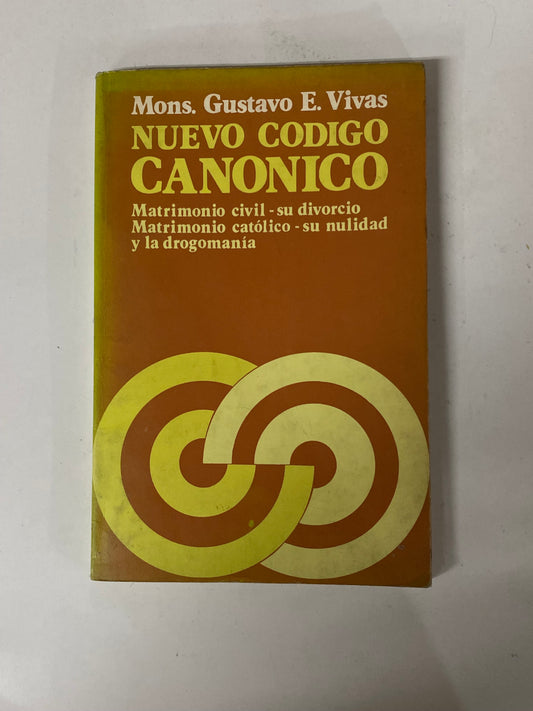 Mons. Gustavo E. Vivas
NUEVO CODIGO
CANONICO
Matrimonio civil - su divorcio
Matrimonio católico - su nulidad
y la drogomanía